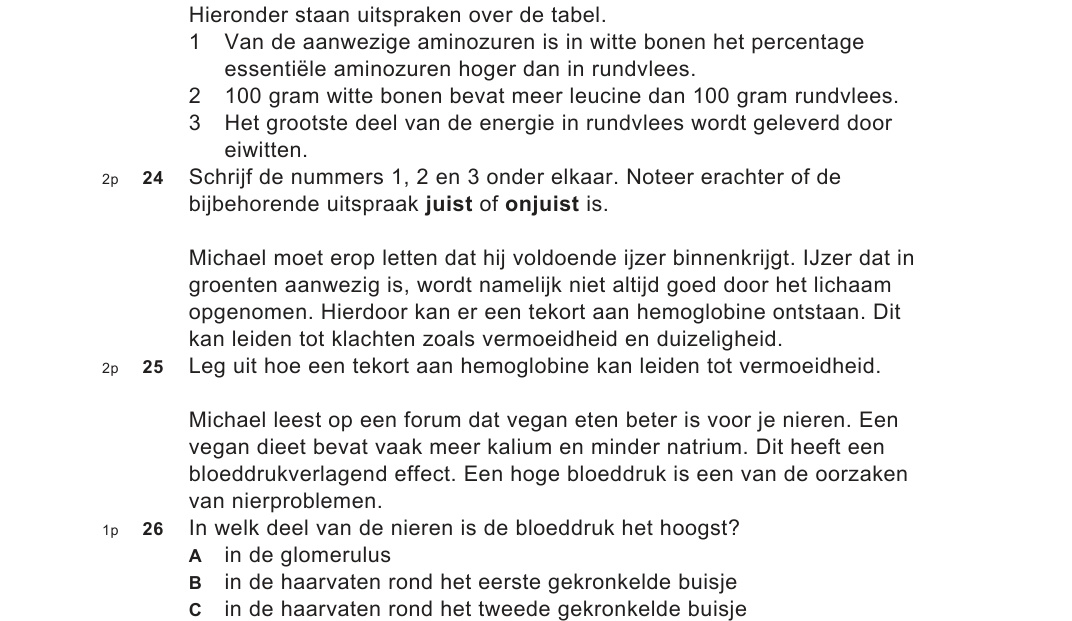 Hieronder staan uitspraken over de tabel.
1 Van de aanwezige aminozuren is in witte bonen het percentage
essentiële aminozuren hoger dan in rundvlees.
2 100 gram witte bonen bevat meer leucine dan 100 gram rundvlees.
3 Het grootste deel van de energie in rundvlees wordt geleverd door
eiwitten.
2p 24 Schrijf de nummers 1, 2 en 3 onder elkaar. Noteer erachter of de
bijbehorende uitspraak juist of onjuist is.
Michael moet erop letten dat hij voldoende ijzer binnenkrijgt. IJzer dat in
groenten aanwezig is, wordt namelijk niet altijd goed door het lichaam
opgenomen. Hierdoor kan er een tekort aan hemoglobine ontstaan. Dit
kan leiden tot klachten zoals vermoeidheid en duizeligheid.
2p 25 Leg uit hoe een tekort aan hemoglobine kan leiden tot vermoeidheid.
Michael leest op een forum dat vegan eten beter is voor je nieren. Een
vegan dieet bevat vaak meer kalium en minder natrium. Dit heeft een
bloeddrukverlagend effect. Een hoge bloeddruk is een van de oorzaken
van nierproblemen.
1p 26 In welk deel van de nieren is de bloeddruk het hoogst?
A in de glomerulus
B in de haarvaten rond het eerste gekronkelde buisje
C in de haarvaten rond het tweede gekronkelde buisje